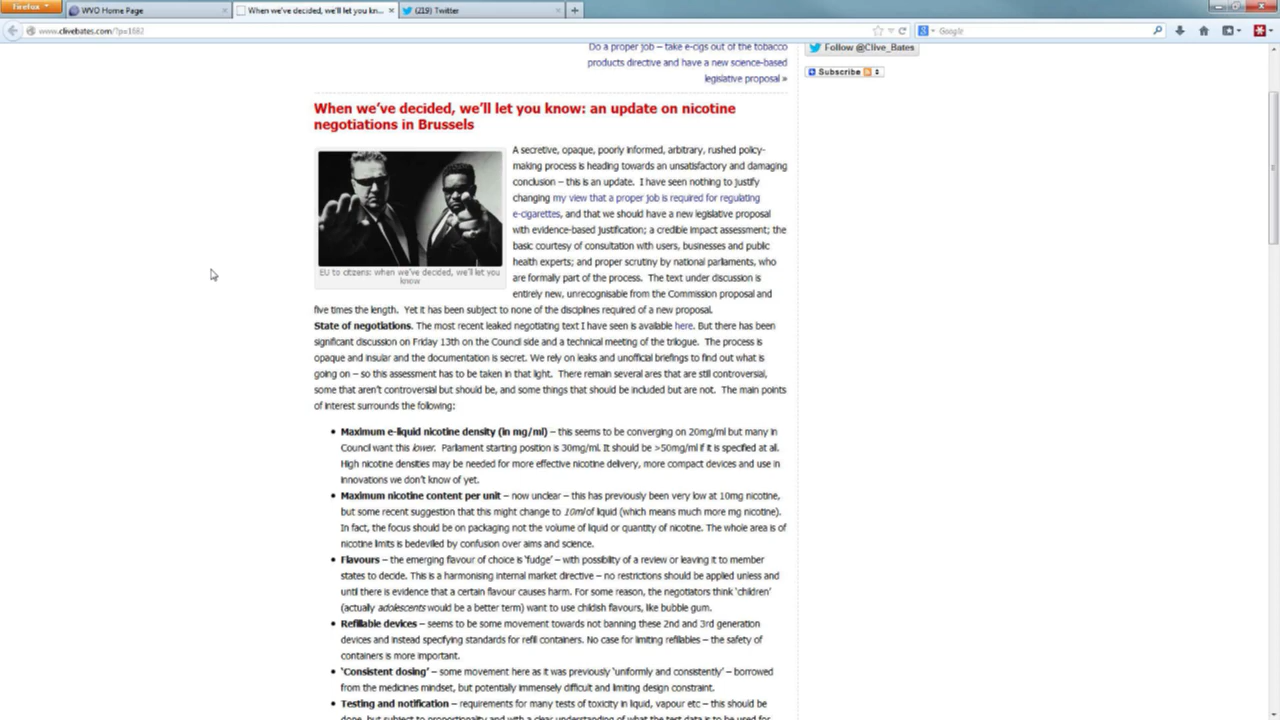 Firefox
WVO Home Page
When we've decided, we'll let you kn...
(219) Twitter
www.clivebates.com/?p=1682
Google
Do a proper job – take e-cigs out of the tobacco
products directive and have a new science-based
legislative proposal »
Follow @Clive_Bates
Subscribe
When we've decided, we'll let you know: an update on nicotine
negotiations in Brussels
A secretive, opaque, poorly informed, arbitrary, rushed policy-
making process is heading towards an unsatisfactory and damaging
conclusion – this is an update. I have seen nothing to justify
changing my view that a proper job is required for regulating
e-cigarettes, and that we should have a new legislative proposal
with evidence-based justification; a credible impact assessment; the
basic courtesy of consultation with users, businesses and public
health experts; and proper scrutiny by national parliaments, who
are formally part of the process. The text under discussion is
entirely new, unrecognisable from the Commission proposal and
EU to citizens: when we've decided, we'll let you
know
five times the length. Yet it has been subject to none of the disciplines required of a new proposal.
State of negotiations. The most recent leaked negotiating text I have seen is available here. But there has been
significant discussion on Friday 13th on the Council side and a technical meeting of the trilogue. The process is
opaque and insular and the documentation is secret. We rely on leaks and unofficial briefings to find out what is
going on – so this assessment has to be taken in that light. There remain several ares that are still controversial,
some that aren't controversial but should be, and some things that should be included but are not. The main points
of interest surrounds the following:
• Maximum e-liquid nicotine density (in mg/ml) – this seems to be converging on 20mg/ml but many in
Council want this lower. Parliament starting position is 30mg/ml. It should be >50mg/ml if it is specified at all.
High nicotine densities may be needed for more effective nicotine delivery, more compact devices and use in
innovations we don't know of yet.
• Maximum nicotine content per unit – now unclear – this has previously been very low at 10mg nicotine,
but some recent suggestion that this might change to 10ml of liquid (which means much more mg nicotine).
In fact, the focus should be on packaging not the volume of liquid or quantity of nicotine. The whole area is of
nicotine limits is bedeviled by confusion over aims and science.
• Flavours – the emerging flavour of choice is 'fudge' – with possiblity of a review or leaving it to member
states to decide. This is a harmonising internal market directive – no restrictions should be applied unless and
until there is evidence that a certain flavour causes harm. For some reason, the negotiators think 'children'
(actually adolescents would be a better term) want to use childish flavours, like bubble gum.
• Refillable devices – seems to be some movement towards not banning these 2nd and 3rd generation
devices and instead specifying standards for refill containers. No case for limiting refillables – the safety of
containers is more important.
• 'Consistent dosing' – some movement here as it was previously 'uniformly and consistently' – borrowed
from the medicines mindset, but potentially immensely difficult and limiting design constraint.
• Testing and notification – requirements for many tests of toxicity in liquid, vapour etc – this should be
done, but subject to proportionality and with a clear understanding of what the test data is to be used for